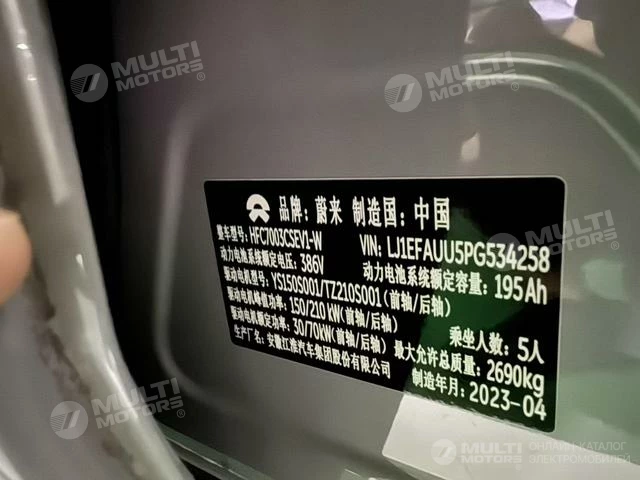 MULTI MOTORS
MULTI MOTORS
MULTI MOTORS
品牌:蔚来 制造国:中国
整车型号:HFC7003CSEV1-W VIN:LJ1EFAUU5PG534258
动力电池系统额定电压:386V 动力电池系统额定容量:195Ah
驱动电机型号:YS150S001/TZ210S001(前轴/后轴)
驱动电机峰值功率:150/210kW(前轴/后轴)
驱动电机额定功率:30/70kW(前轴/后轴) 乘坐人数:5人
生产厂名:安徽江淮汽车集团股份有限公司 最大允许总质量:2690kg
制造年月:2023-04
MULTI MOTORS
MULTI MOTORS
ОНЛАЙН-КАТАЛОГ
ЭЛЕКТРОМОБИЛЕЙ